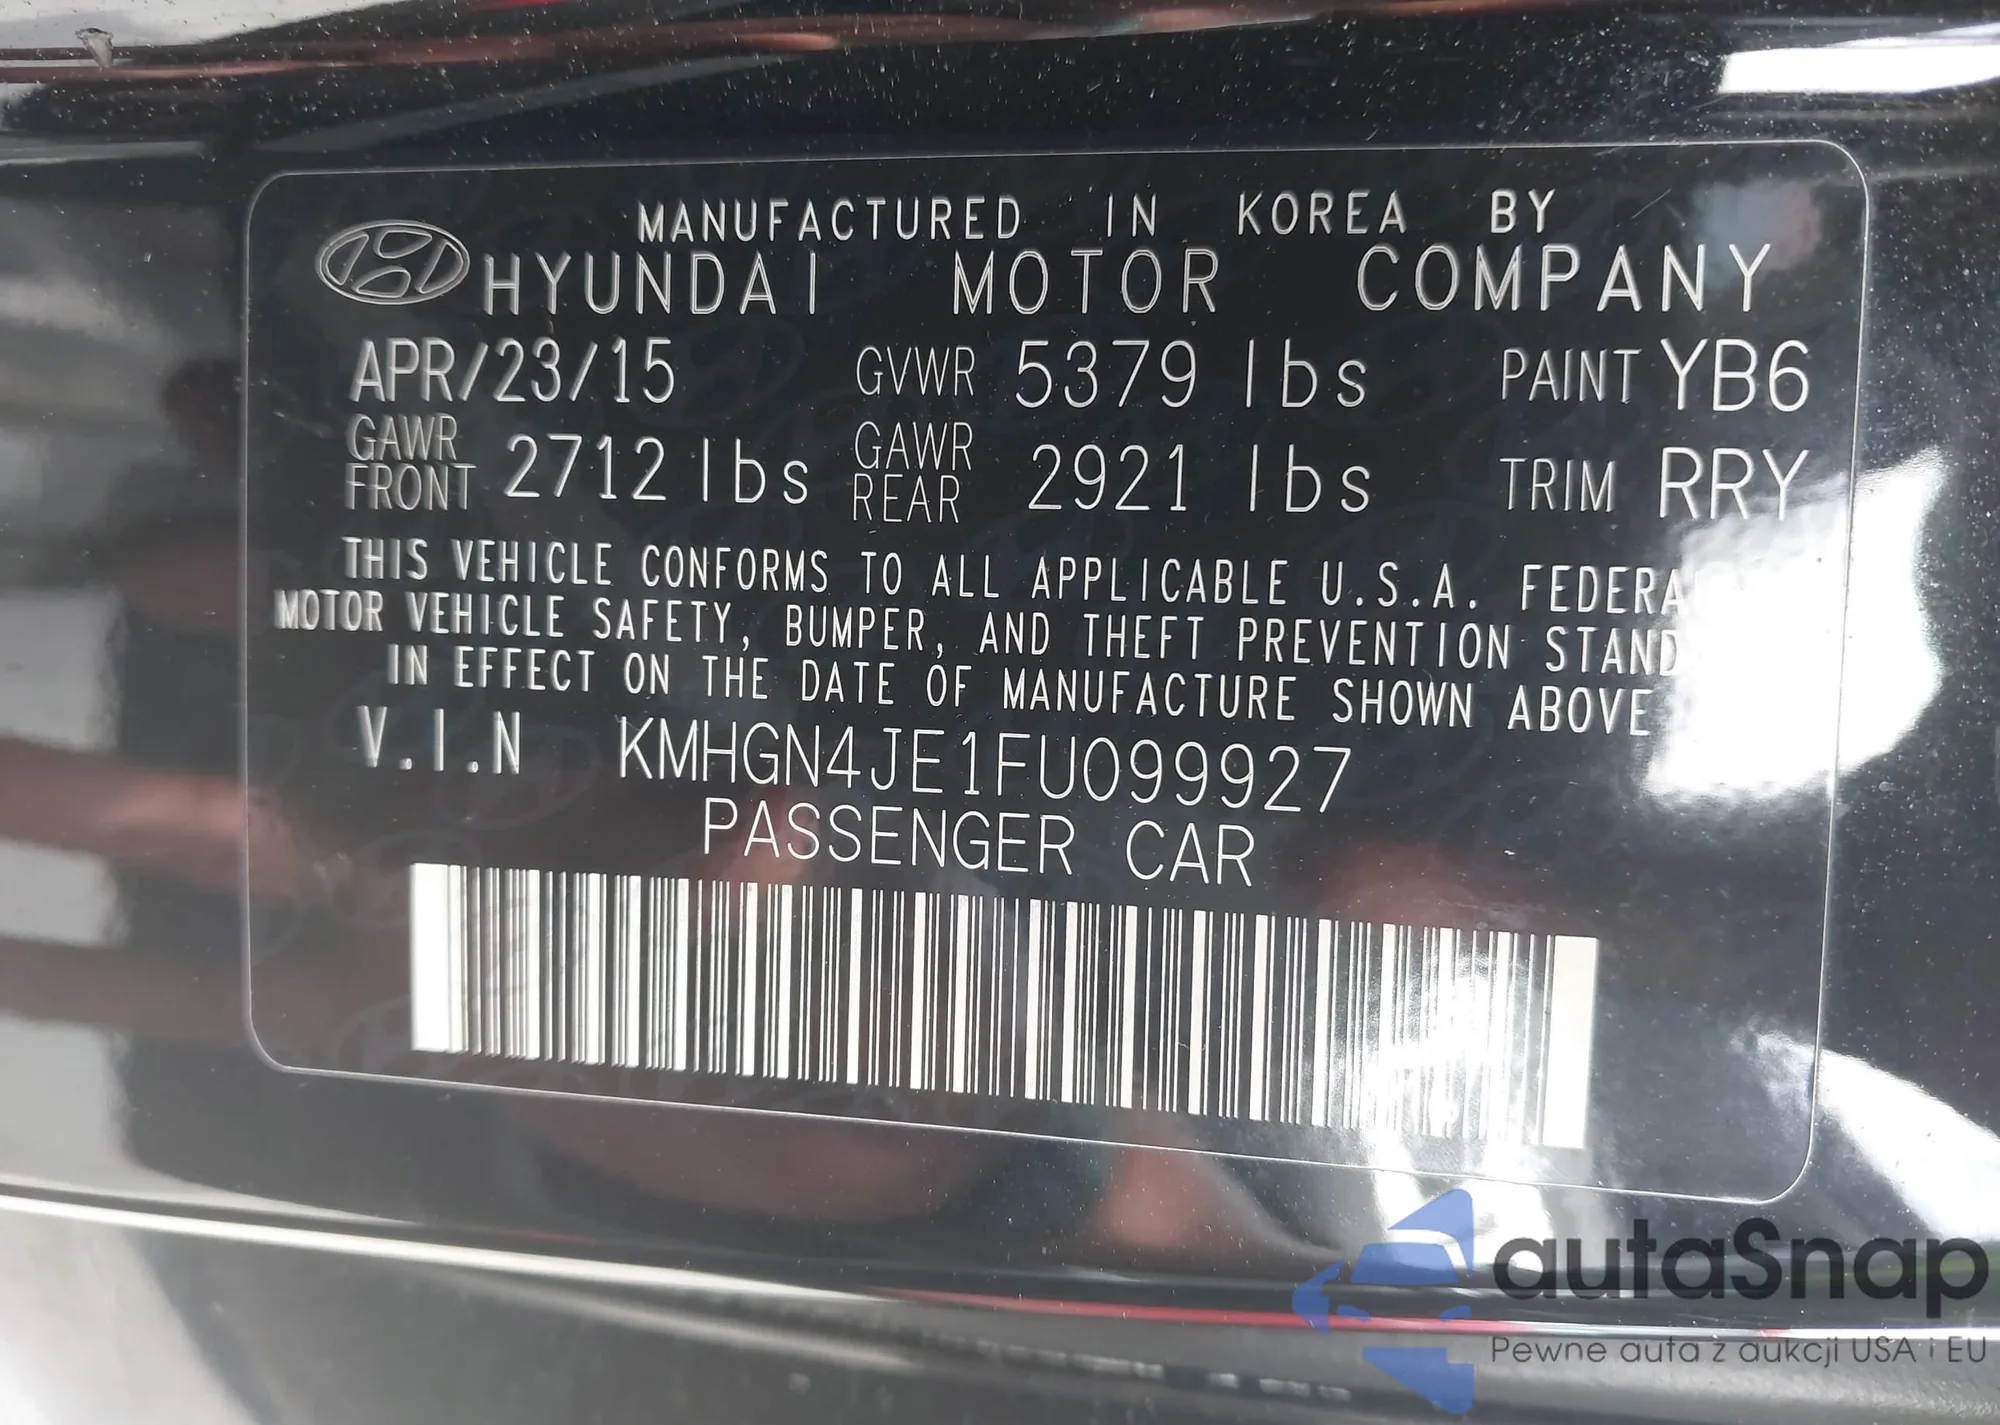 MANUFACTURED IN KOREA BY
HYUNDAI MOTOR COMPANY
APR/23/15 GVWR 5379 lbs PAINT YB6
GAWR FRONT 2712 lbs GAWR REAR 2921 lbs TRIM RRY
THIS VEHICLE CONFORMS TO ALL APPLICABLE U.S.A. FEDERA
MOTOR VEHICLE SAFETY, BUMPER, AND THEFT PREVENTION STAND
IN EFFECT ON THE DATE OF MANUFACTURE SHOWN ABOVE
V.I.N KMHGN4JE1FU099927
PASSENGER CAR
autaSnap
Pewne auta z aukcji USA i EU